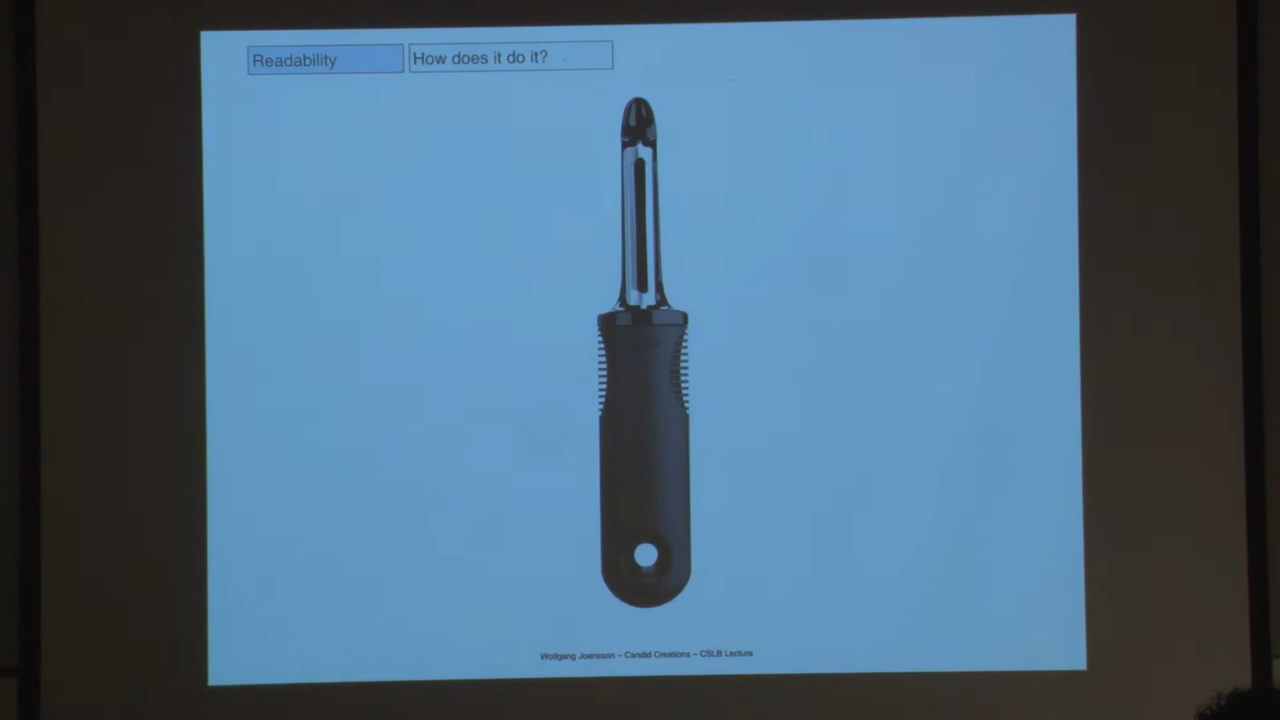 Readability
How does it do it?
Wolfgang Joensson – Candid Creations – CSLB Lecture